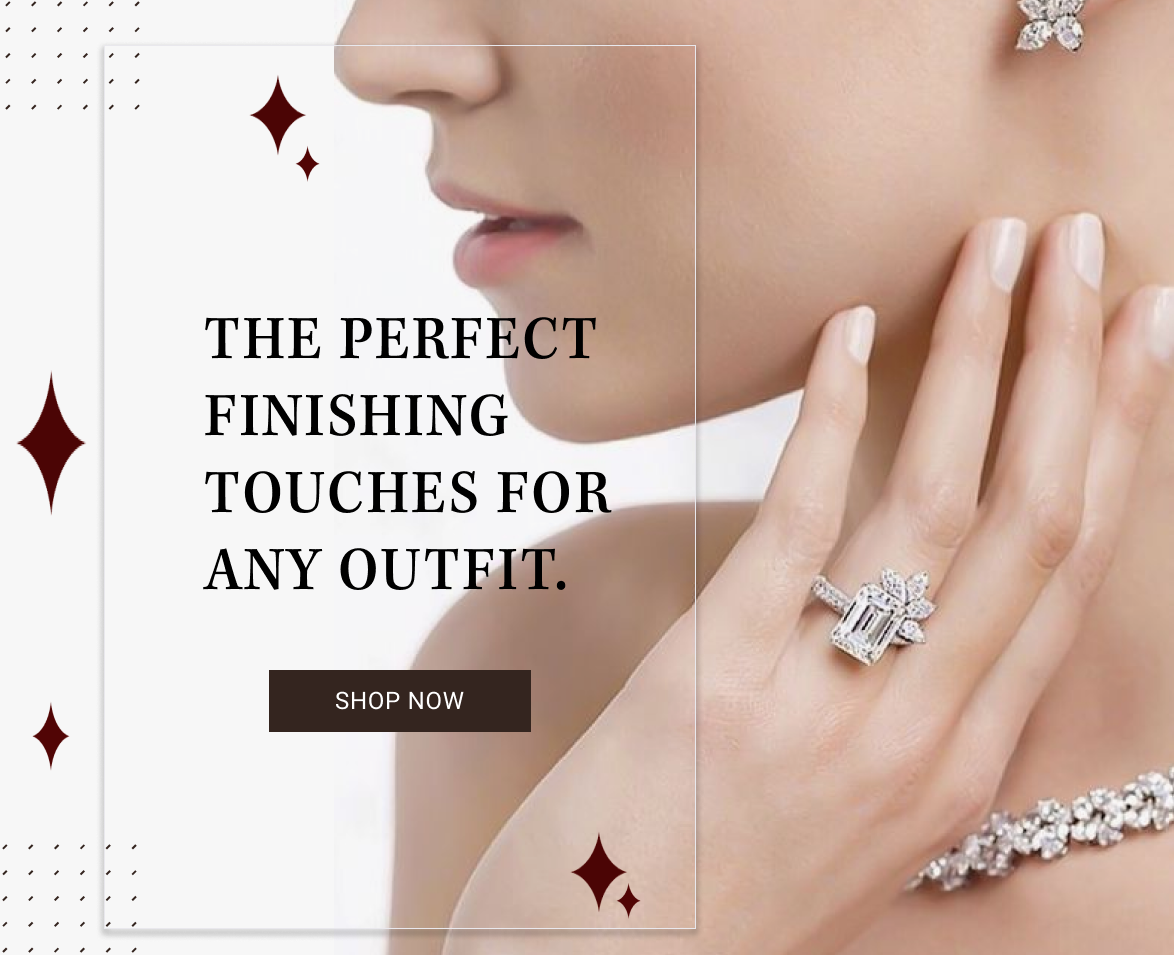 THE PERFECT
FINISHING
TOUCHES FOR
ANY OUTFIT.
SHOP NOW